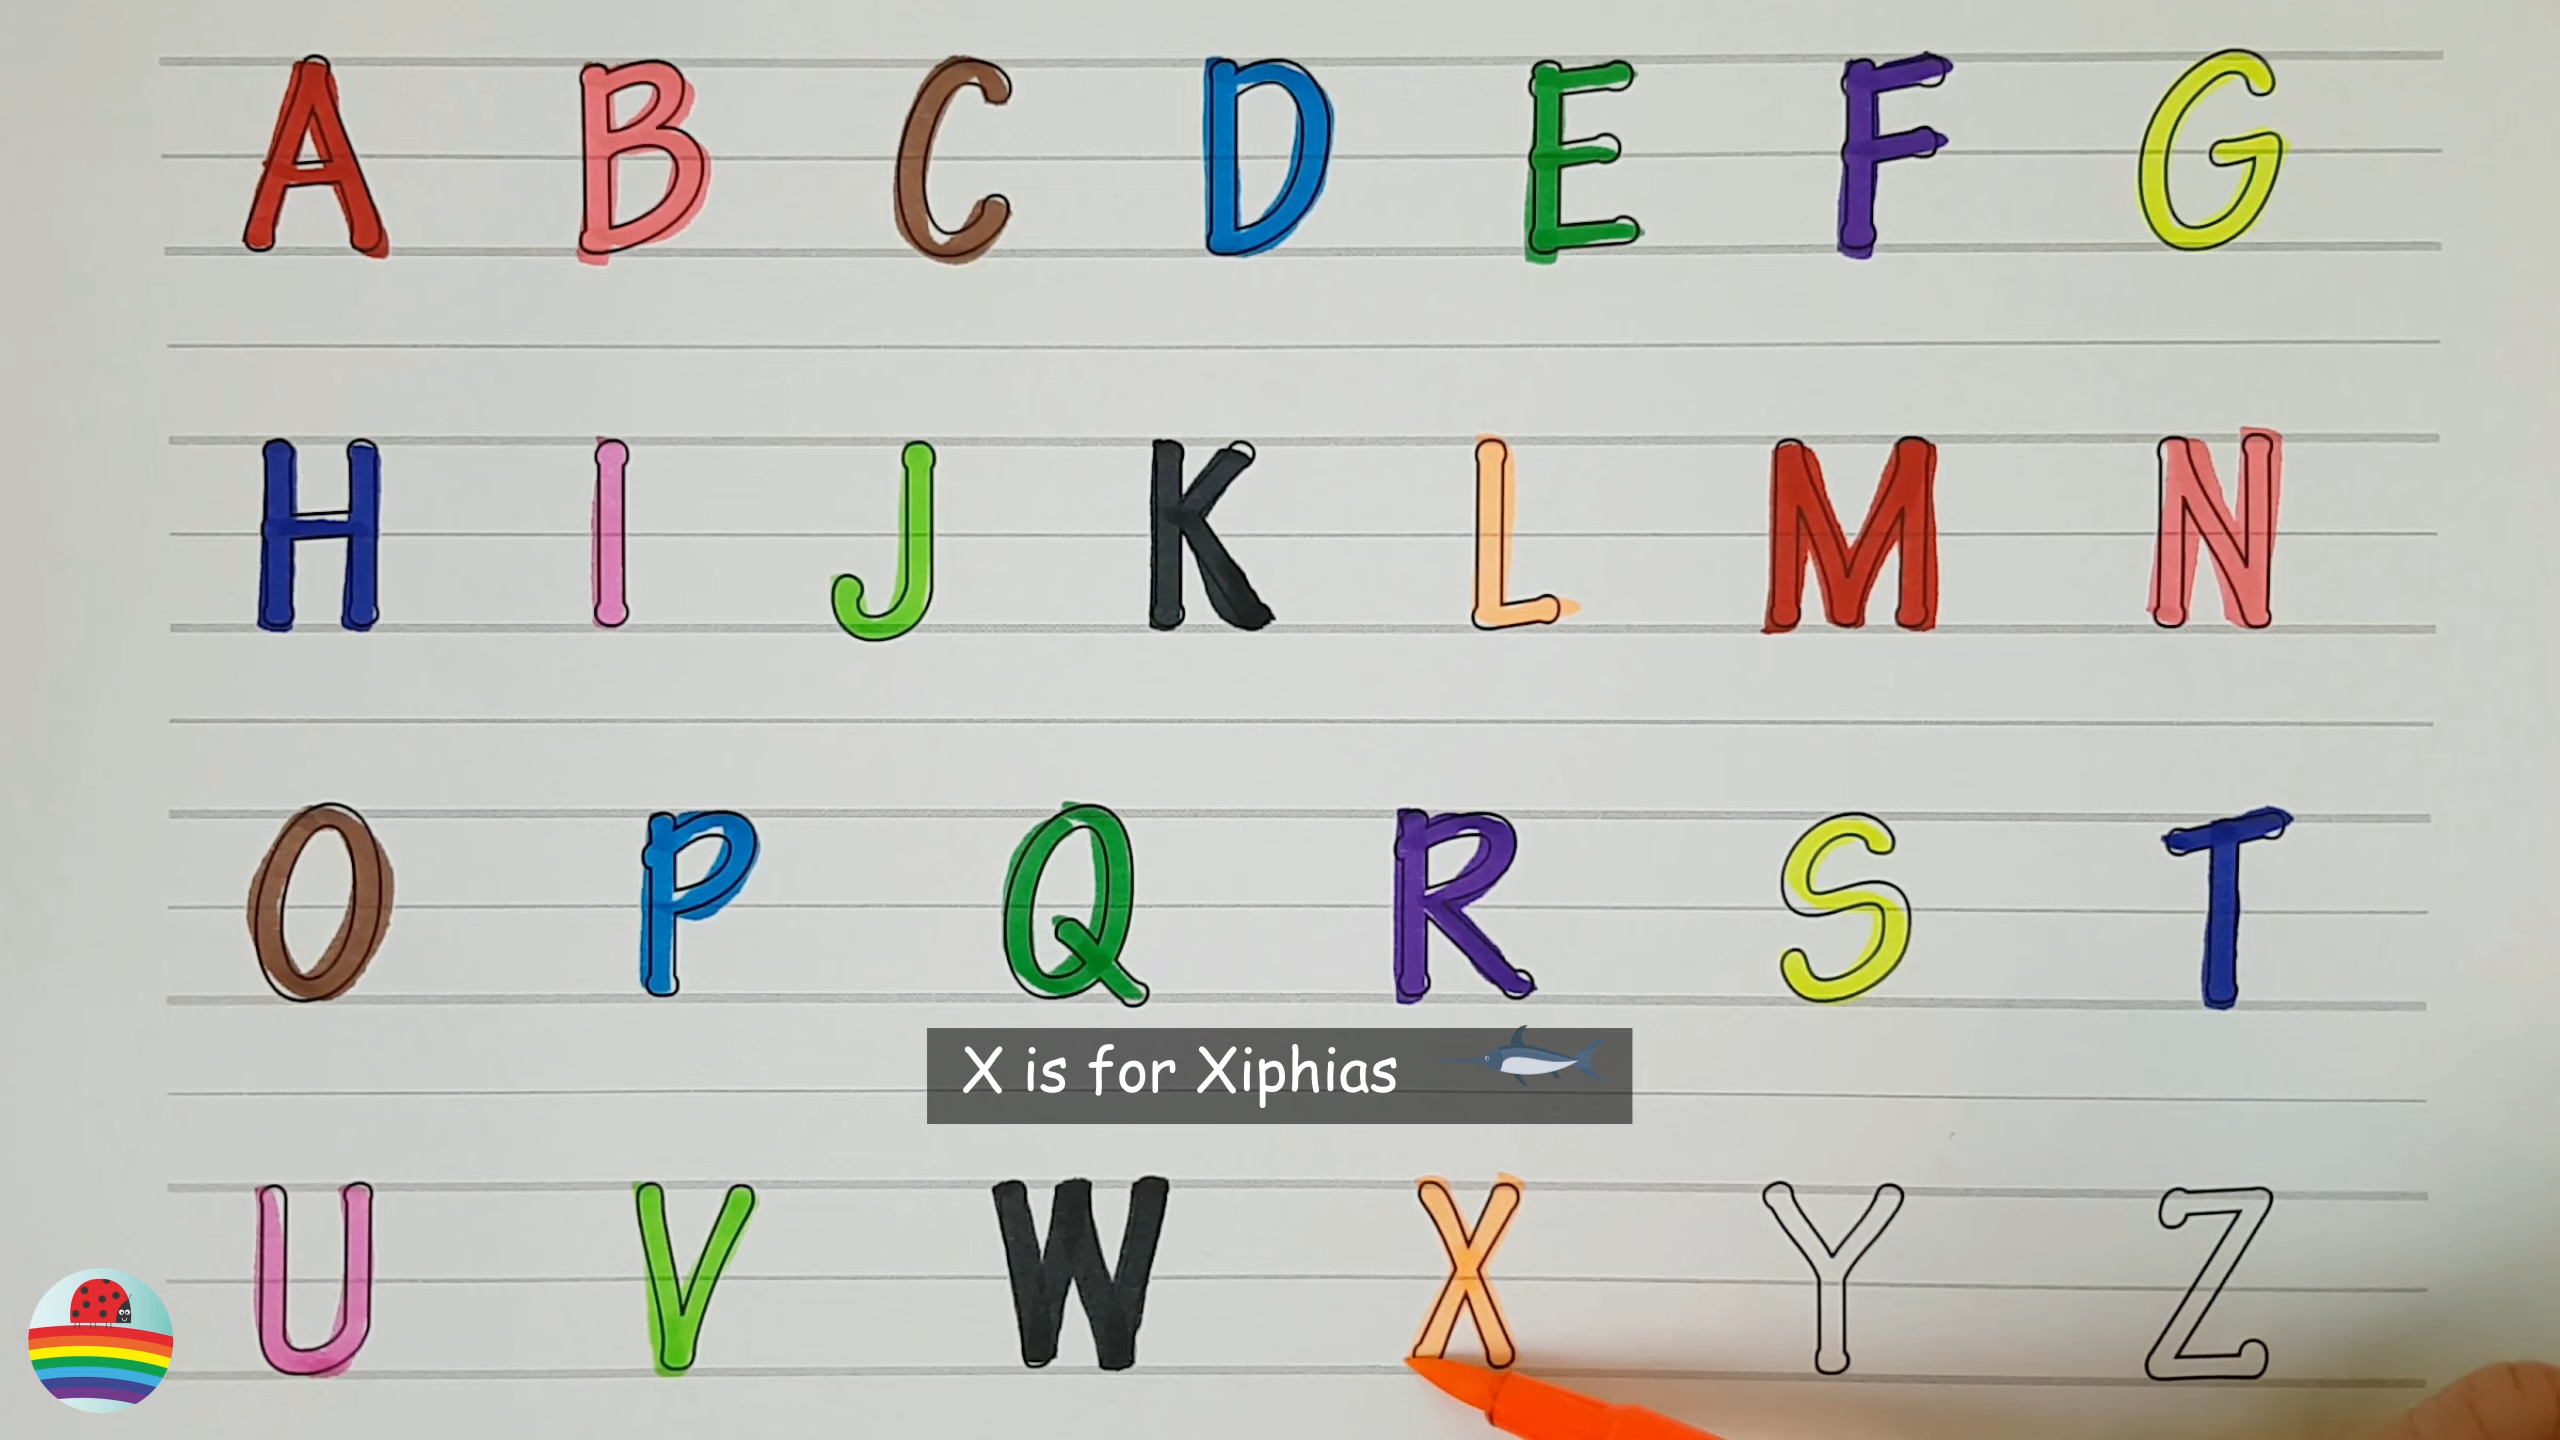 A B C D E F G
H I J K L M N
O P Q R S T
X is for Xiphias
U V W X Y Z